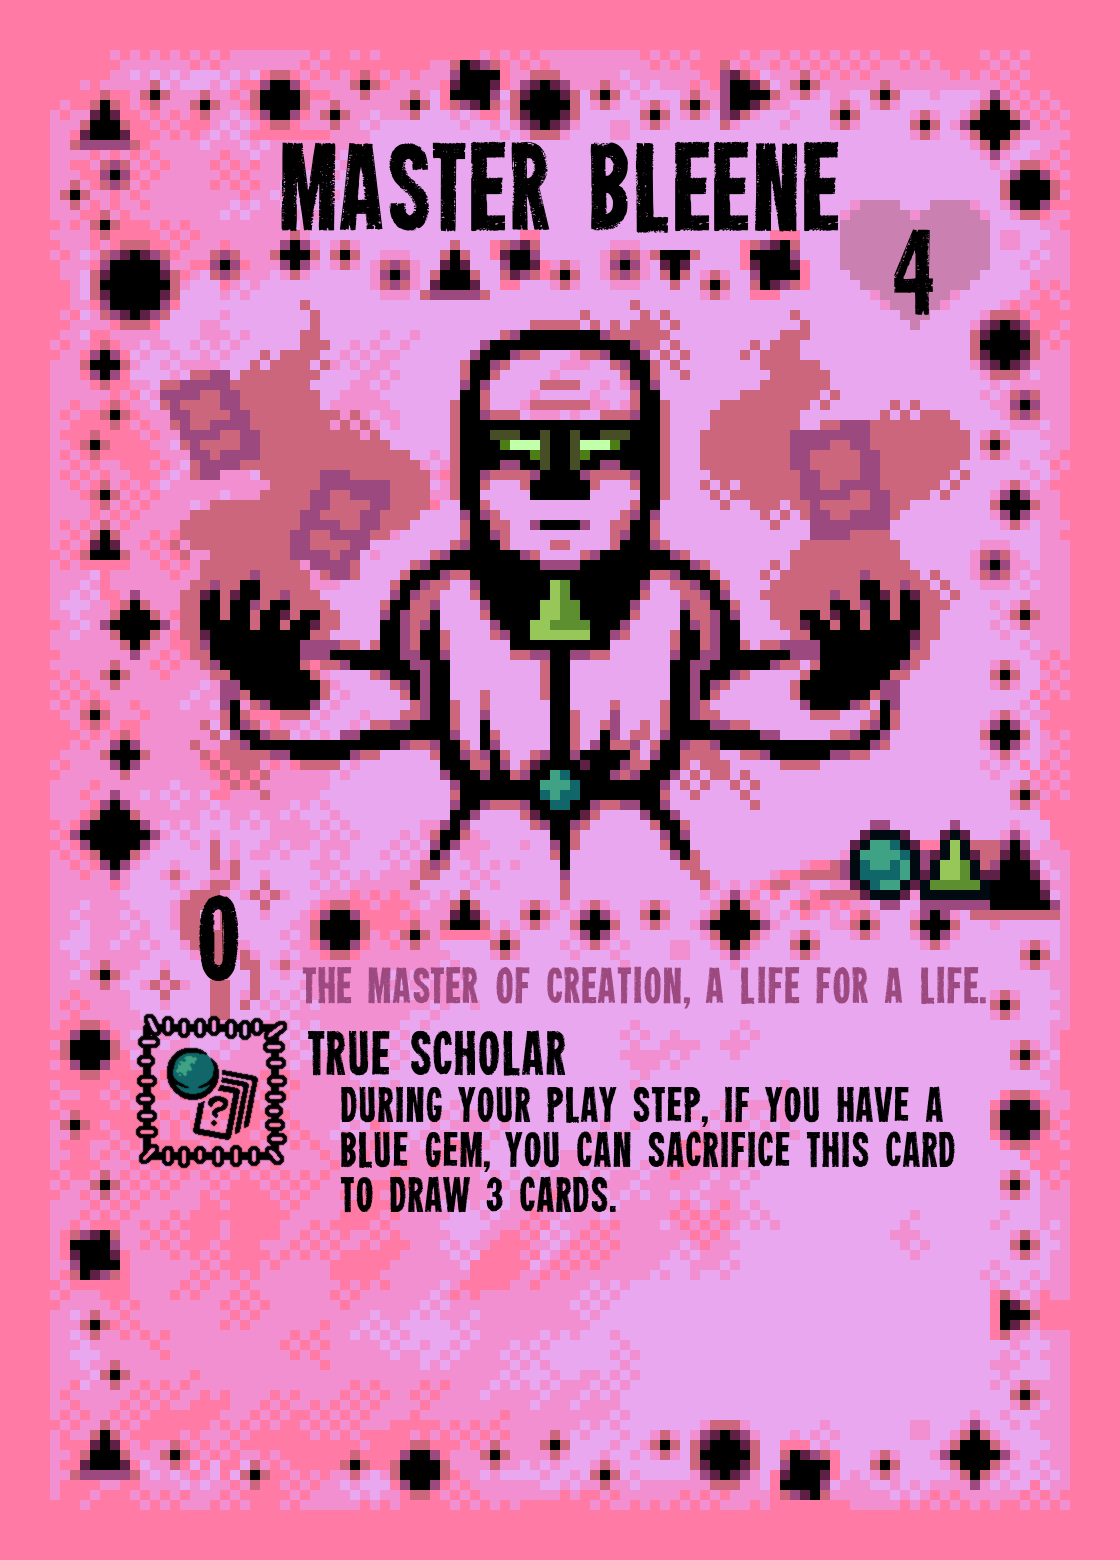 MASTER BLEENE
4
0
THE MASTER OF CREATION, A LIFE FOR A LIFE.
TRUE SCHOLAR
DURING YOUR PLAY STEP, IF YOU HAVE A
BLUE GEM, YOU CAN SACRIFICE THIS CARD
TO DRAW 3 CARDS.
?